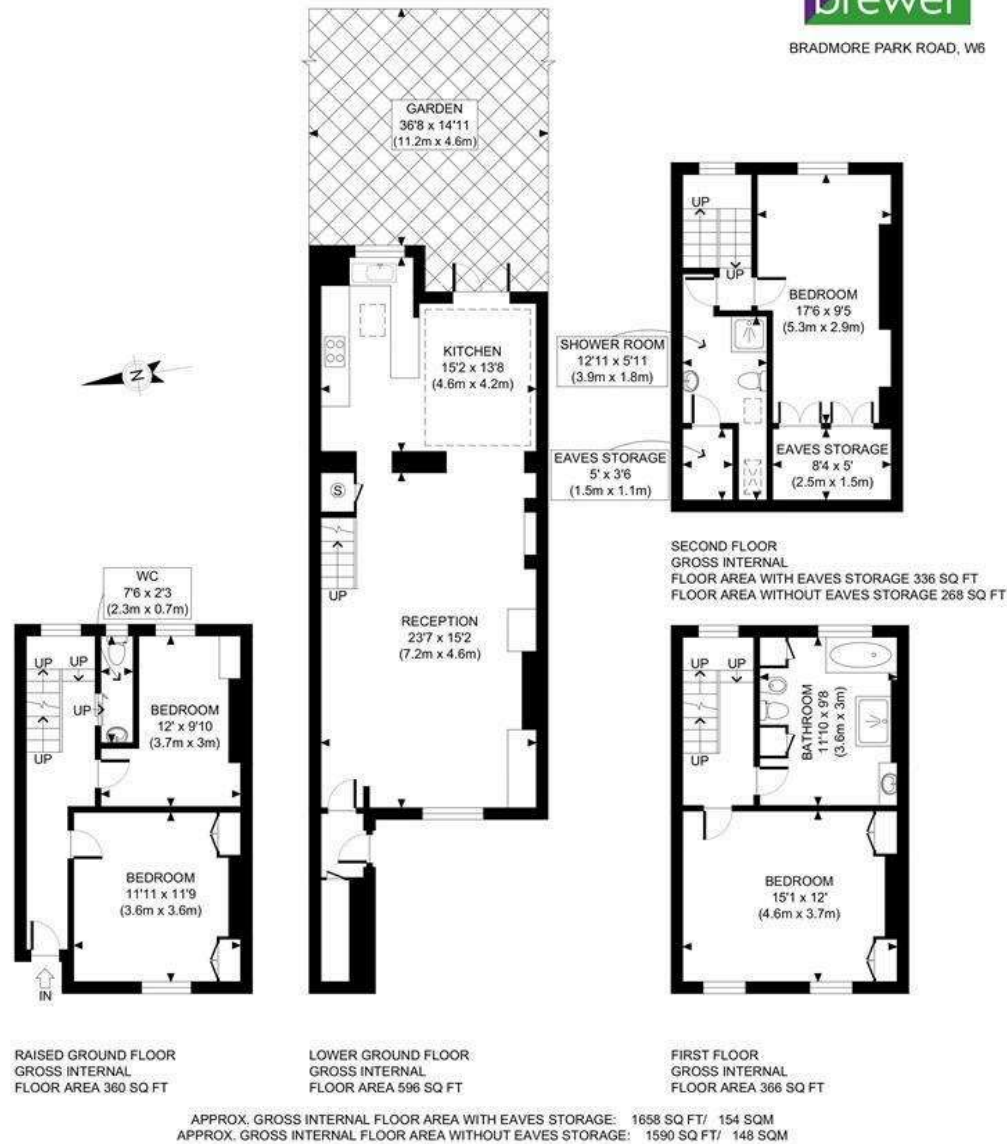 brewer
BRADMORE PARK ROAD, W6
GARDEN
36'8 x 14'11
(11.2m x 4.6m)
N
KITCHEN
15'2 x 13'8
(4.6m x 4.2m)
S
UP
RECEPTION
23'7 x 15'2
(7.2m x 4.6m)
UP
UP
BEDROOM
17'6 x 9'5
(5.3m x 2.9m)
SHOWER ROOM
12'11 x 5'11
(3.9m x 1.8m)
EAVES STORAGE
5' x 3'6
(1.5m x 1.1m)
EAVES STORAGE
8'4 x 5'
(2.5m x 1.5m)
SECOND FLOOR
GROSS INTERNAL
FLOOR AREA WITH EAVES STORAGE 336 SQ FT
FLOOR AREA WITHOUT EAVES STORAGE 268 SQ FT
WC
7'6 x 2'3
(2.3m x 0.7m)
UP
UP
UP
UP
BEDROOM
12' x 9'10
(3.7m x 3m)
BEDROOM
11'11 x 11'9
(3.6m x 3.6m)
IN
UP
UP
UP
BATHROOM
11'10 x 9'8
(3.6m x 3m)
BEDROOM
15'1 x 12'
(4.6m x 3.7m)
RAISED GROUND FLOOR
GROSS INTERNAL
FLOOR AREA 360 SQ FT
LOWER GROUND FLOOR
GROSS INTERNAL
FLOOR AREA 596 SQ FT
FIRST FLOOR
GROSS INTERNAL
FLOOR AREA 366 SQ FT
APPROX. GROSS INTERNAL FLOOR AREA WITH EAVES STORAGE: 1658 SQ FT/ 154 SQM
APPROX. GROSS INTERNAL FLOOR AREA WITHOUT EAVES STORAGE: 1590 SQ FT/ 148 SQM